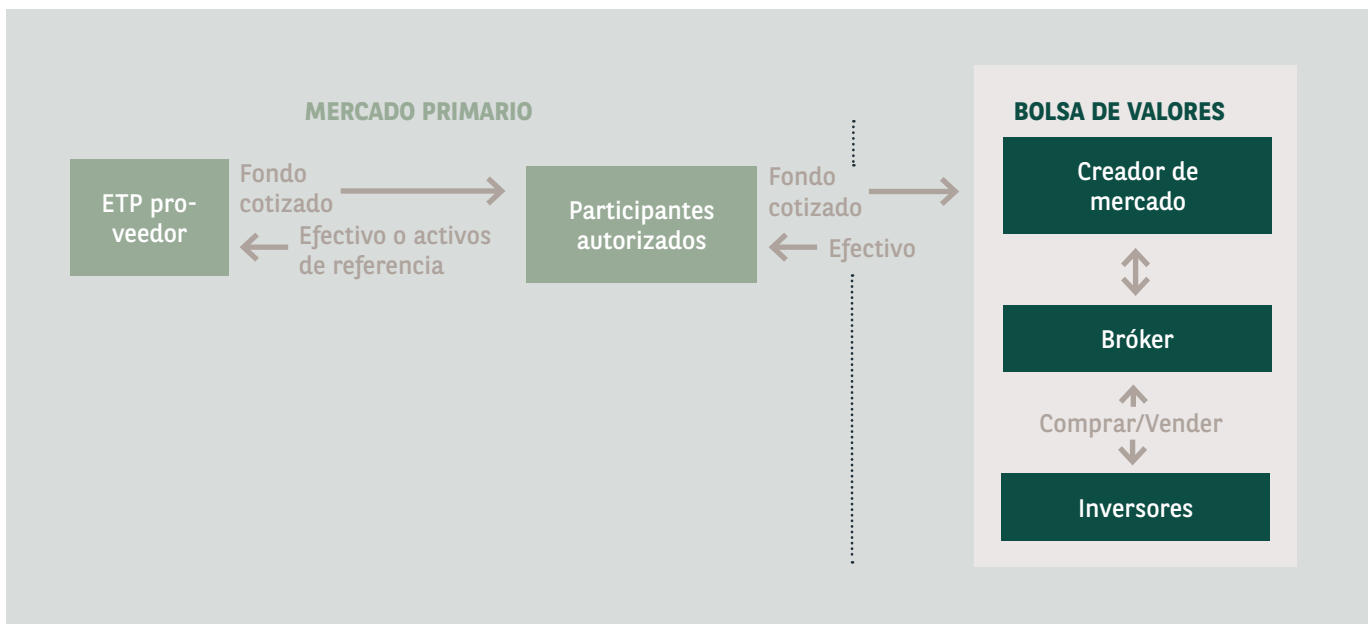 MERCADO PRIMARIO
ETP pro-
veedor
Fondo
cotizado
Efectivo o activos
de referencia
Participantes
autorizados
Fondo
cotizado
Efectivo
BOLSA DE VALORES
Creador de
mercado
Bróker
Comprar/Vender
Inversores